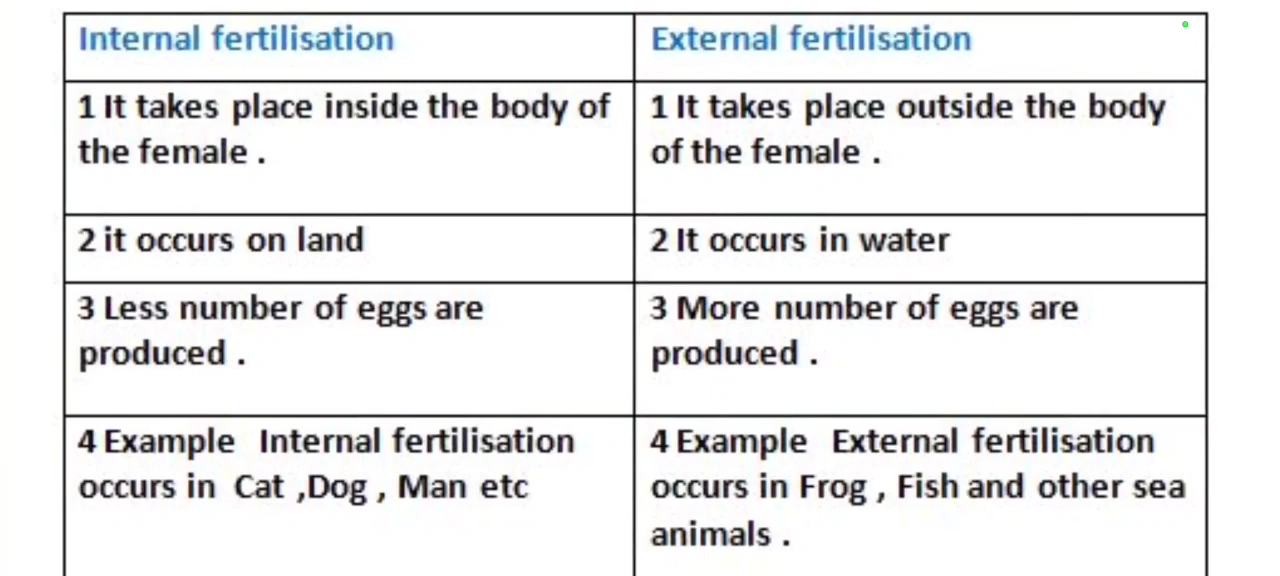 Internal fertilisation
External fertilisation
1 It takes place inside the body of
the female .
1 It takes place outside the body
of the female .
2 it occurs on land
2 It occurs in water
3 Less number of eggs are
produced .
3 More number of eggs are
produced .
4 Example Internal fertilisation
occurs in Cat ,Dog , Man etc
4 Example External fertilisation
occurs in Frog , Fish and other sea
animals .